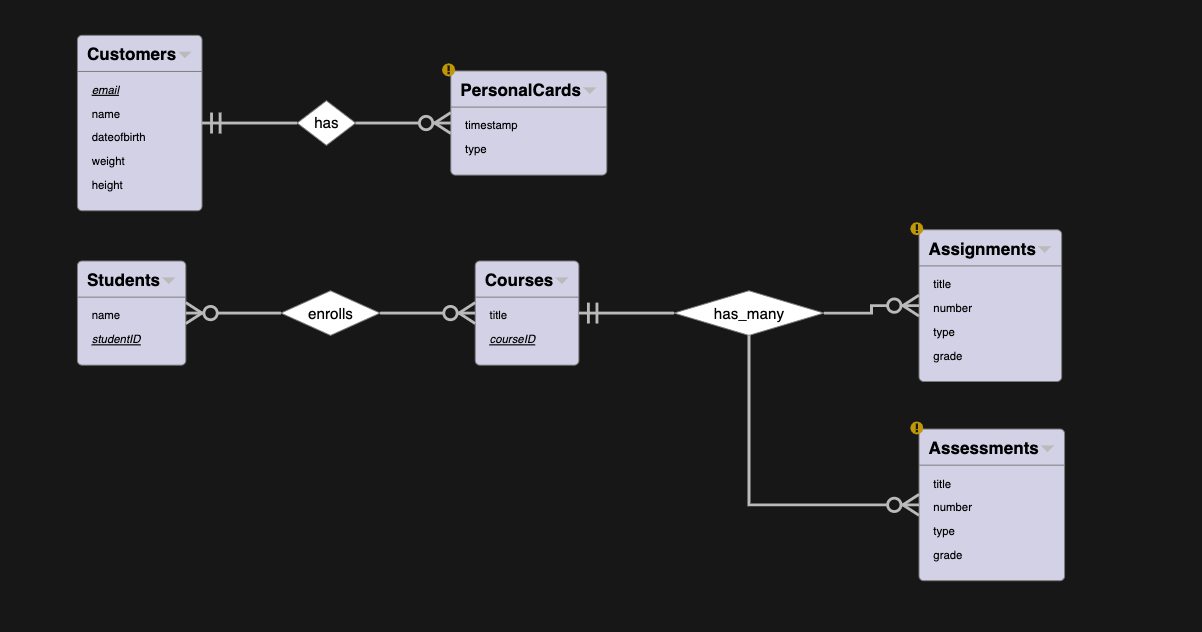 Customers
email
name
dateofbirth
weight
height
has
PersonalCards
timestamp
type
Students
name
studentID
enrolls
Courses
title
courseID
has_many
Assignments
title
number
type
grade
Assessments
title
number
type
grade